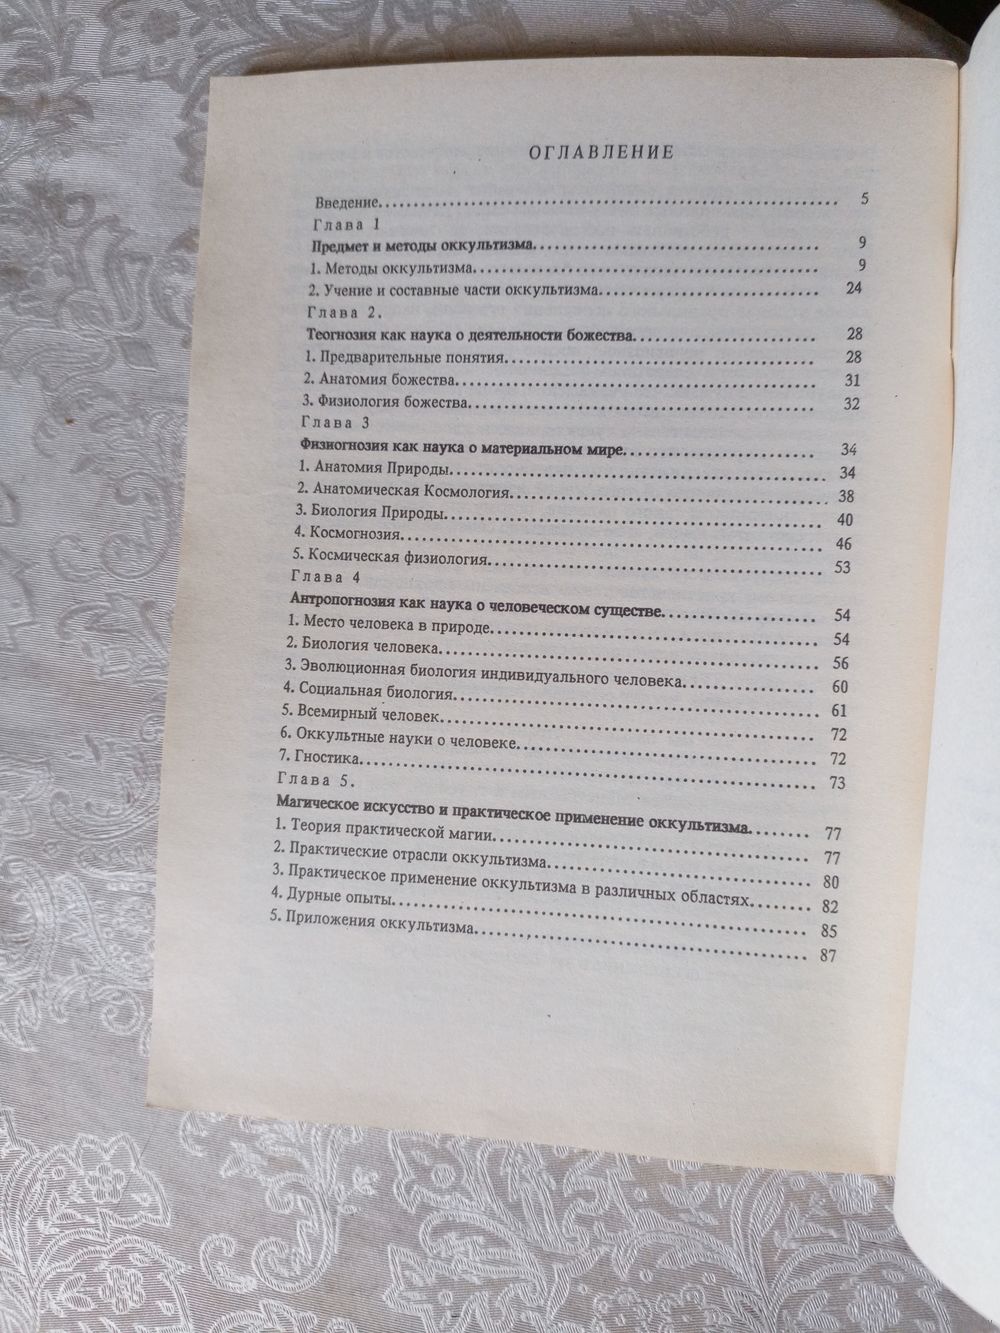 ОГЛАВЛЕНИЕ
Введение. 5
Глава 1
Предмет и методы оккультизма. 9
1. Методы оккультизма. 9
2. Учение и составные части оккультизма. 24
Глава 2.
Теогнозия как наука о деятельности божества. 28
1. Предварительные понятия. 28
2. Анатомия божества. 31
3. Физиология божества. 32
Глава 3
Физиогнозия как наука о материальном мире. 34
1. Анатомия Природы. 34
2. Анатомическая Космология. 38
3. Биология Природы. 40
4. Космогнозия. 46
5. Космическая физиология. 53
Глава 4
Антропогнозия как наука о человеческом существе. 54
1. Место человека в природе. 54
2. Биология человека. 56
3. Эволюционная биология индивидуального человека. 60
4. Социальная биология. 61
5. Всемирный человек. 72
6. Оккультные науки о человеке. 72
7. Гностика. 73
Глава 5.
Магическое искусство и практическое применение оккультизма. 77
1. Теория практической магии. 77
2. Практические отрасли оккультизма. 80
3. Практическое применение оккультизма в различных областях. 82
4. Дурные опыты. 85
5. Приложения оккультизма. 87